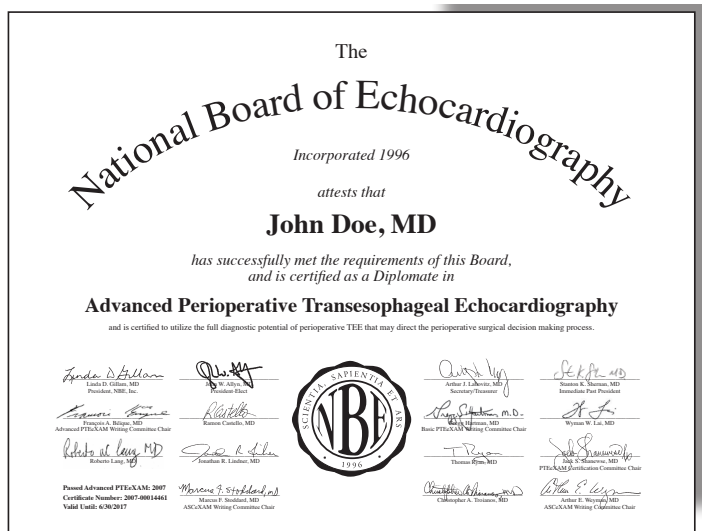 The
National Board of Echocardiography
Incorporated 1996
attests that
John Doe, MD
has successfully met the requirements of this Board,
and is certified as a Diplomate in
Advanced Perioperative Transesophageal Echocardiography
and is certified to utilize the full diagnostic potential of perioperative TEE that may direct the perioperative surgical decision making process.
Linda D. Gillam, MD
President, NBE, Inc.
W. Allyn, MD
President-Elect
François A. Béïque, MD
Advanced PTEeXAM Writing Committee Chair
Ramon Castello, MD
Roberto Lang, MD
Jonathan R. Lindner, MD
Passed Advanced PTEeXAM: 2007
Certificate Number: 2007-00014461
Valid Until: 6/30/2017
Marcus F. Stoddard, MD
ASCeXAM Writing Committee Chair
SCIENTIA, SAPIENTIA ET ARS
NBE
· 1996 ·
Arthur J. Labovitz, MD
Secretary/Treasurer
Stanton K. Shernan, MD
Immediate Past President
Hartman, MD
Basic PTEeXAM Writing Committee Chair
Wyman W. Lai, MD
Thomas Ryan, MD
Jack S. Shanewise, MD
PTEeXAM Certification Committee Chair
Christopher A. Troianos, MD
Arthur E. Weyman, MD
ASCeXAM Writing Committee Chair